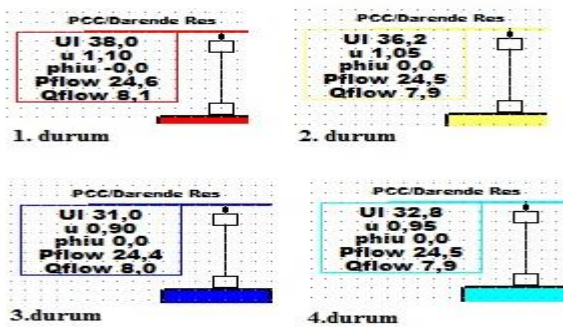 PCC/Darende Res
Ul 38,0
u 1,10
phiu -0,0
Pflow 24,6
Qflow 8,1
1. durum
PCC/Darende Res
Ul 36,2
u 1,05
phiu 0,0
Pflow 24,5
Qflow 7,9
2. durum
PCC/Darende Res
Ul 31,0
u 0,90
phiu 0,0
Pflow 24,4
Qflow 8,0
3.durum
PCC/Darende Res
Ul 32,8
u 0,95
phiu 0,0
Pflow 24,5
Qflow 7,9
4.durum